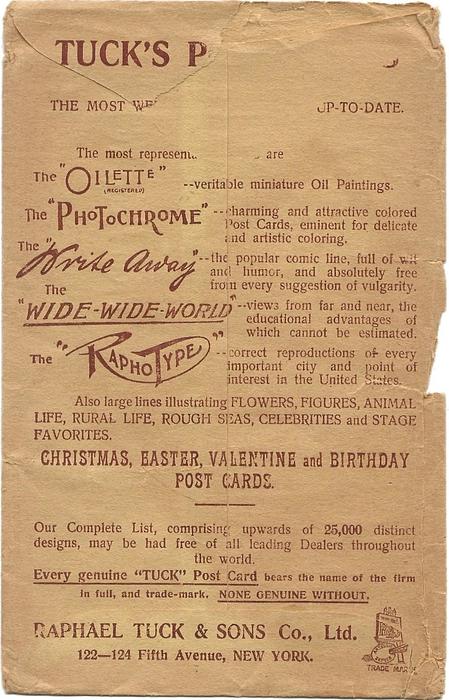 TUCK'S P
THE MOST UP-TO-DATE.
The most are
The "OILETTE" (REGISTERED) --veritable miniature Oil Paintings.
The "PHOTOCHROME" --charming and attractive colored
Post Cards, eminent for delicate
and artistic coloring.
The "Write Away" --the popular comic line, full of wit
and humor, and absolutely free
from every suggestion of vulgarity.
The "WIDE-WIDE-WORLD" --views from far and near, the
educational advantages of
which cannot be estimated.
The "RAPHOTYPE" --correct reproductions of every
important city and point of
interest in the United States.
Also large lines illustrating FLOWERS, FIGURES, ANIMAL
LIFE, RURAL LIFE, ROUGH SEAS, CELEBRITIES and STAGE
FAVORITES.
CHRISTMAS, EASTER, VALENTINE and BIRTHDAY
POST CARDS.
Our Complete List, comprising upwards of 25,000 distinct
designs, may be had free of all leading Dealers throughout
the world.
Every genuine "TUCK" Post Card bears the name of the firm
in full, and trade-mark. NONE GENUINE WITHOUT.
RAPHAEL TUCK & SONS Co., Ltd.
122—124 Fifth Avenue, NEW YORK.
TRADE MARK